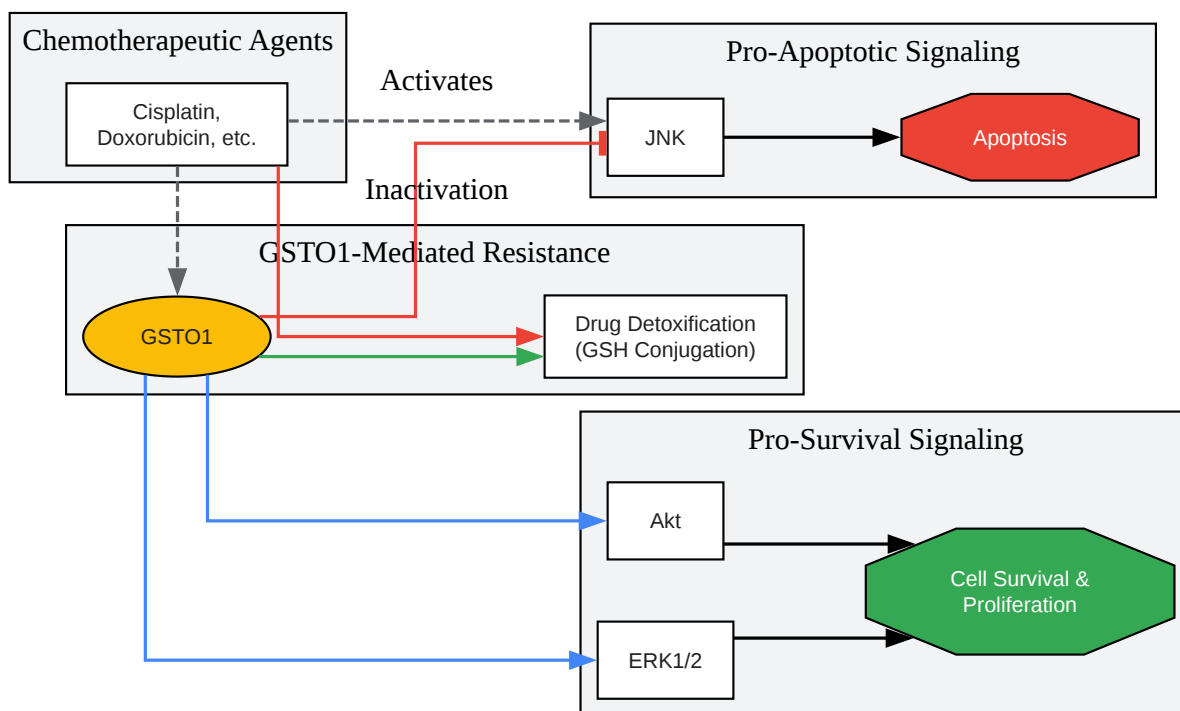 Chemotherapeutic Agents
Cisplatin,
Doxorubicin, etc.
Activates
Inactivation
Pro-Apoptotic Signaling
JNK
Apoptosis
GSTO1-Mediated Resistance
GSTO1
Drug Detoxification
(GSH Conjugation)
Pro-Survival Signaling
Akt
ERK1/2
Cell Survival &
Proliferation